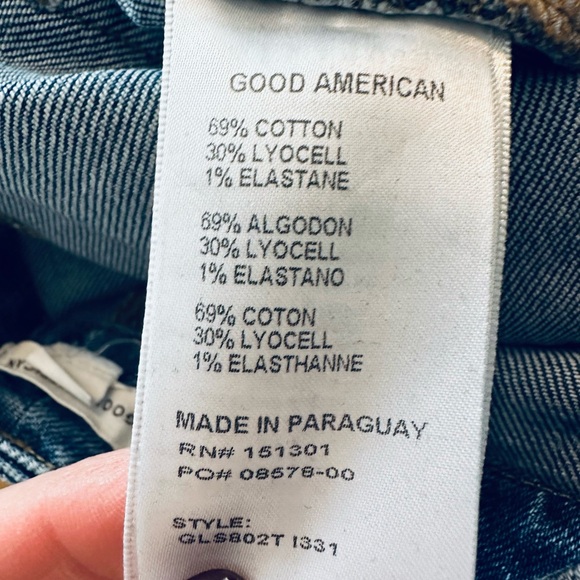 GOOD AMERICAN
69% COTTON
30% LYOCELL
1% ELASTANE
69% ALGODON
30% LYOCELL
1% ELASTANO
69% COTON
30% LYOCELL
1% ELASTHANNE
MADE IN PARAGUAY
RN# 151301
PO# 08578-00
STYLE:
GLS802T I331